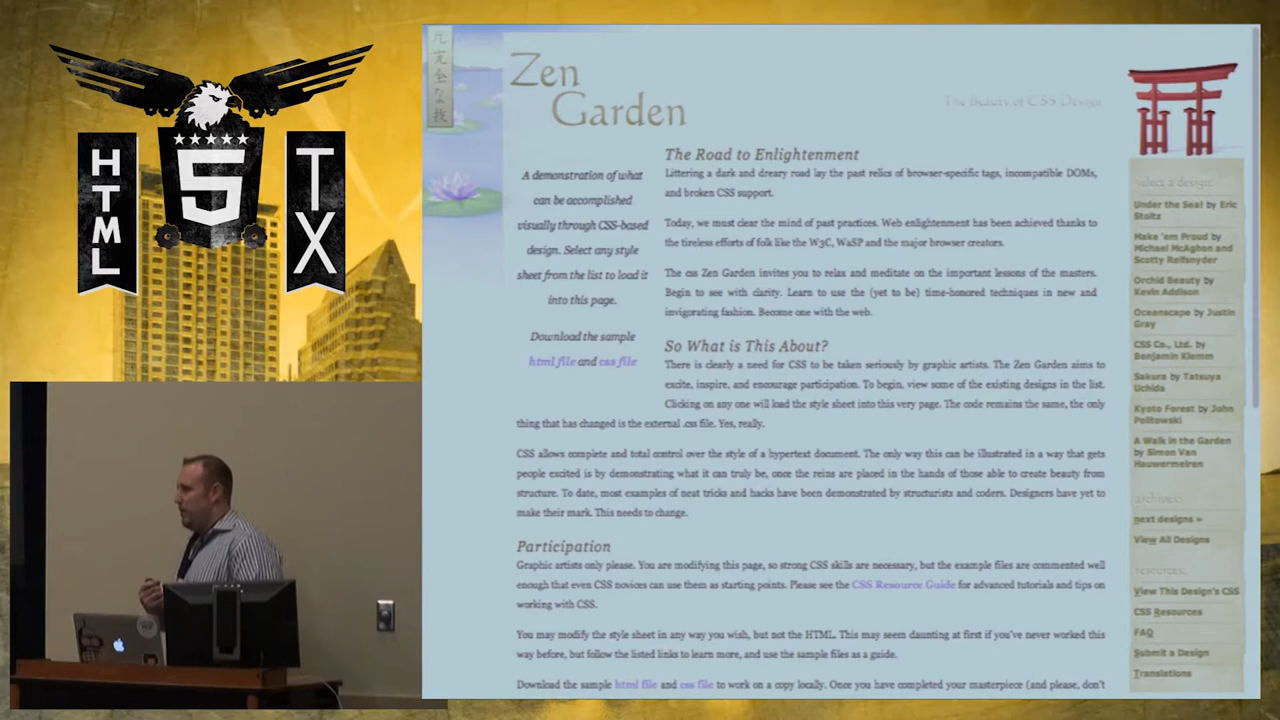 HTML
5
TX
完全な技
Zen
Garden
The Beauty of CSS Design
A demonstration of what
can be accomplished
visually through CSS-based
design. Select any style
sheet from the list to load it
into this page.
Download the sample
html file and css file
The Road to Enlightenment
Littering a dark and dreary road lay the past relics of browser-specific tags, incompatible DOMs,
and broken CSS support.
Today, we must clear the mind of past practices. Web enlightenment has been achieved thanks to
the tireless efforts of folk like the W3C, WaSP and the major browser creators.
The css Zen Garden invites you to relax and meditate on the important lessons of the masters.
Begin to see with clarity. Learn to use the (yet to be) time-honored techniques in new and
invigorating fashion. Become one with the web.
So What is This About?
There is clearly a need for CSS to be taken seriously by graphic artists. The Zen Garden aims to
excite, inspire, and encourage participation. To begin, view some of the existing designs in the list.
Clicking on any one will load the style sheet into this very page. The code remains the same, the only
thing that has changed is the external .css file. Yes, really.
CSS allows complete and total control over the style of a hypertext document. The only way this can be illustrated in a way that gets
people excited is by demonstrating what it can truly be, once the reins are placed in the hands of those able to create beauty from
structure. To date, most examples of neat tricks and hacks have been demonstrated by structurists and coders. Designers have yet to
make their mark. This needs to change.
Participation
Graphic artists only please. You are modifying this page, so strong CSS skills are necessary, but the example files are commented well
enough that even CSS novices can use them as starting points. Please see the CSS Resource Guide for advanced tutorials and tips on
working with CSS.
You may modify the style sheet in any way you wish, but not the HTML. This may seem daunting at first if you've never worked this
way before, but follow the listed links to learn more, and use the sample files as a guide.
Download the sample html file and css file to work on a copy locally. Once you have completed your masterpiece (and please, don't
select a design:
Under the Sea! by Eric
Stoltz
Make 'em Proud by
Michael McAghon and
Scotty Reifsnyder
Orchid Beauty by
Kevin Addison
Oceanscape by Justin
Gray
CSS Co., Ltd. by
Benjamin Klemm
Sakura by Tatsuya
Uchida
Kyoto Forest by John
Politowski
A Walk in the Garden
by Simon Van
Hauwermeiren
archives:
next designs »
View All Designs
resources:
View This Design's CSS
CSS Resources
FAQ
Submit a Design
Translations